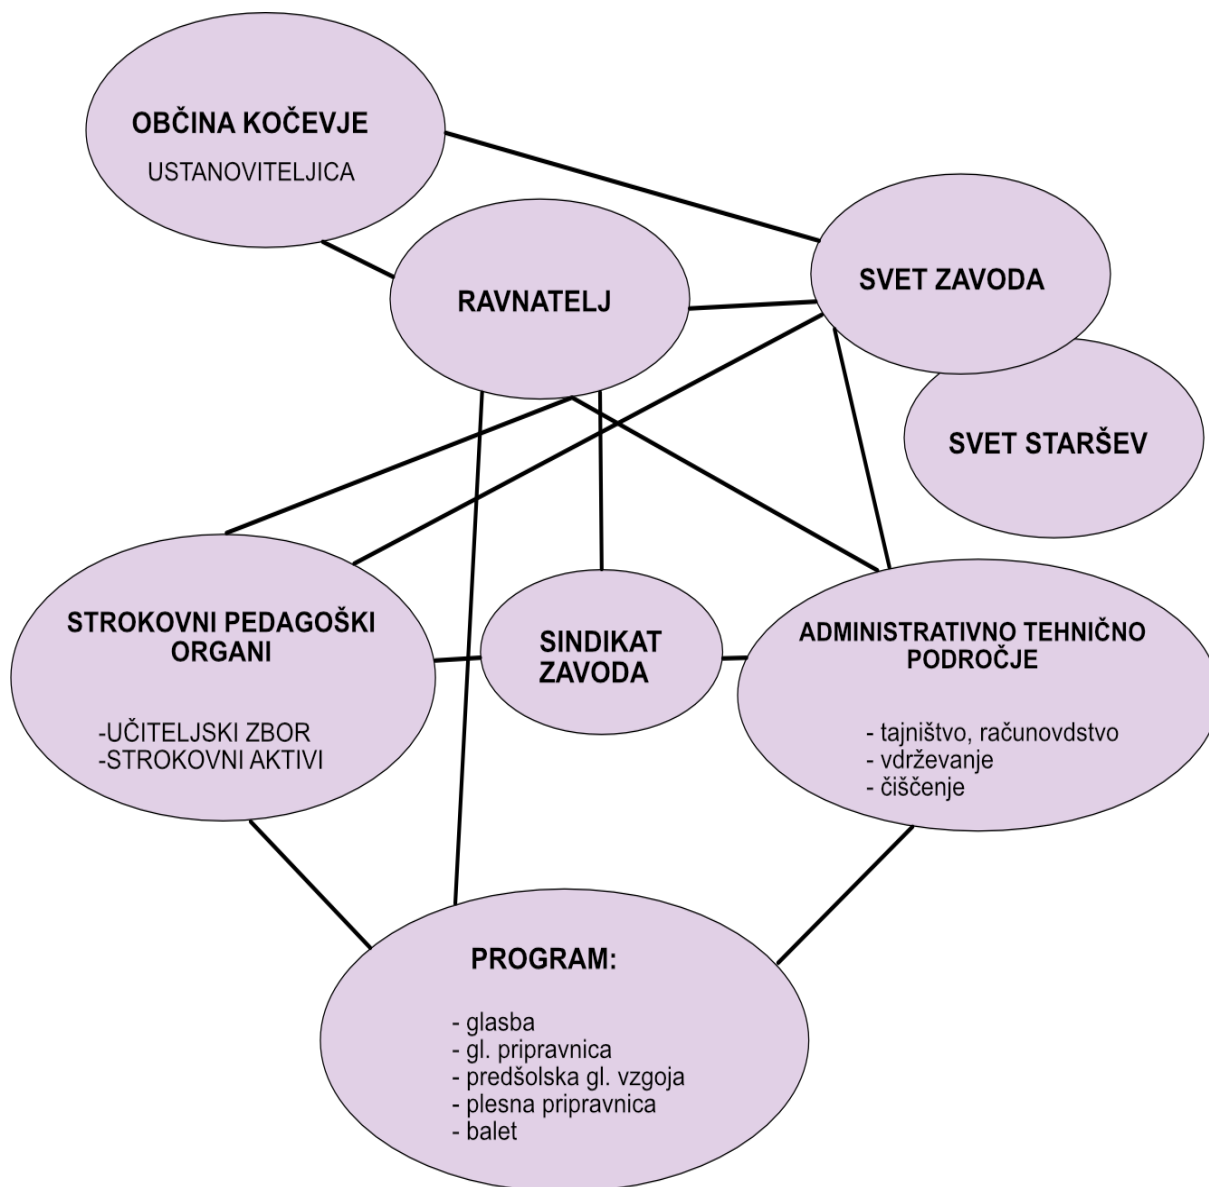 OBČINA KOČEVJE
USTANOVITELJICA
RAVNATELJ
SVET ZAVODA
SVET STARŠEV
STROKOVNI PEDAGOŠKI
ORGANI
-UČITELJSKI ZBOR
-STROKOVNI AKTIVI
SINDIKAT
ZAVODA
ADMINISTRATIVNO TEHNIČNO
PODROČJE
- tajništvo, računovdstvo
- vdrževanje
- čiščenje
PROGRAM:
- glasba
- gl. pripravnica
- predšolska gl. vzgoja
- plesna pripravnica
- balet